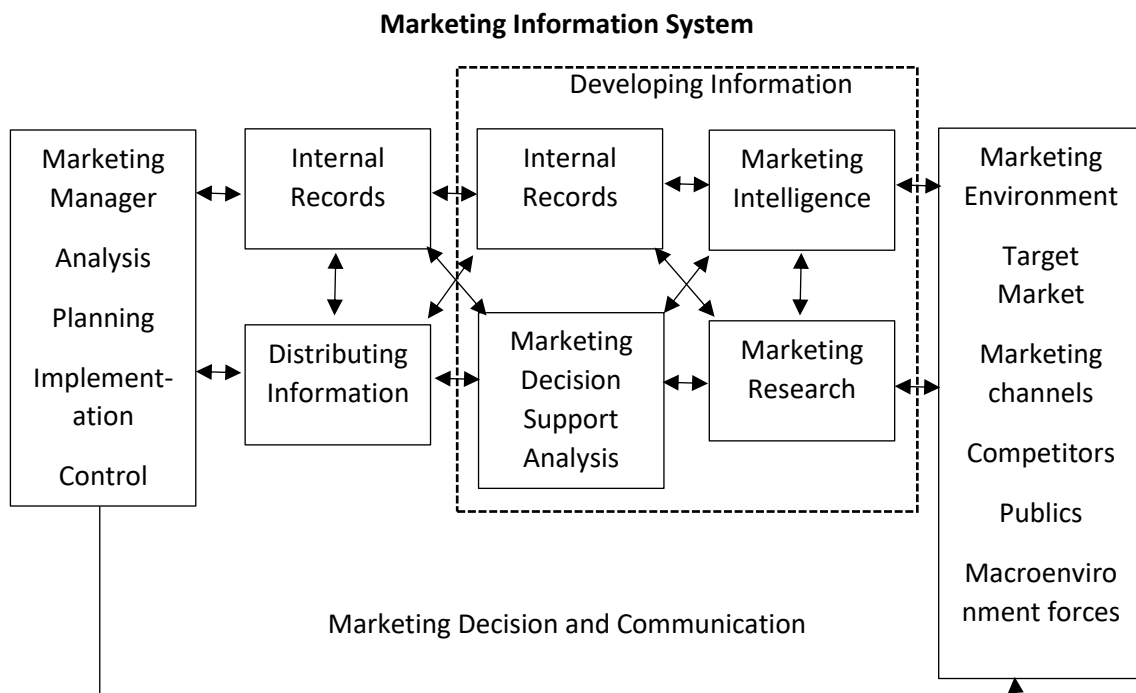 Marketing Information System
Developing Information
Marketing
Manager
Analysis
Planning
Implement-
ation
Control
Internal
Records
Distributing
Information
Internal
Records
Marketing
Intelligence
Marketing
Decision
Support
Analysis
Marketing
Research
Marketing
Environment
Target
Market
Marketing
channels
Competitors
Publics
Macroenviro
nment forces
Marketing Decision and Communication